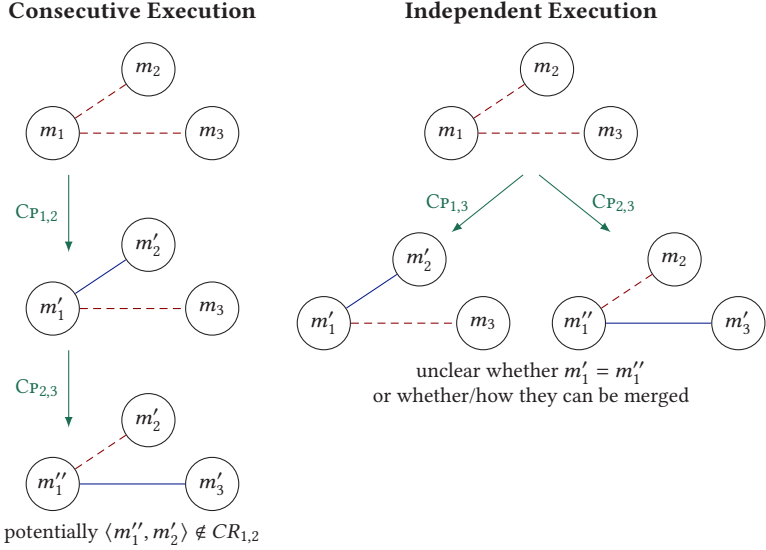 Consecutive Execution
m₂
m₁
m₃
CP₁,₂
m′₂
m′₁
m₃
CP₂,₃
m′₂
m′′₁
m′₃
potentially ⟨m′′₁, m′₂⟩ ∉ CR₁,₂
Independent Execution
m₂
m₁
m₃
CP₁,₃
CP₂,₃
m′₂
m′₁
m₃
m₂
m′′₁
m′₃
unclear whether m′₁ = m′′₁
or whether/how they can be merged